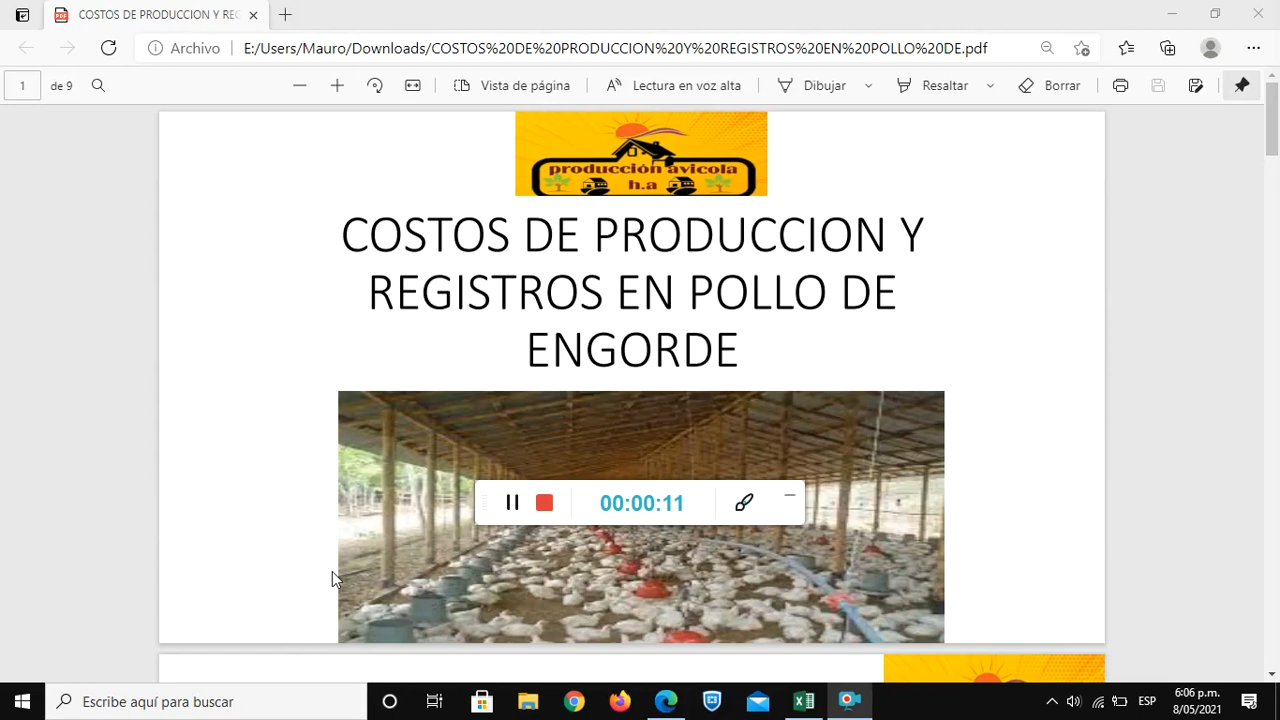 COSTOS DE PRODUCCION Y REG
Archivo
E:/Users/Mauro/Downloads/COSTOS%20DE%20PRODUCCION%20Y%20REGISTROS%20EN%20POLLO%20DE.pdf
1 de 9
Vista de página
Lectura en voz alta
Dibujar
Resaltar
Borrar
producción avicola
h.a
COSTOS DE PRODUCCION Y
REGISTROS EN POLLO DE
ENGORDE
00:00:11
Escribe aquí para buscar
ESP
6:06 p.m.
8/05/2021